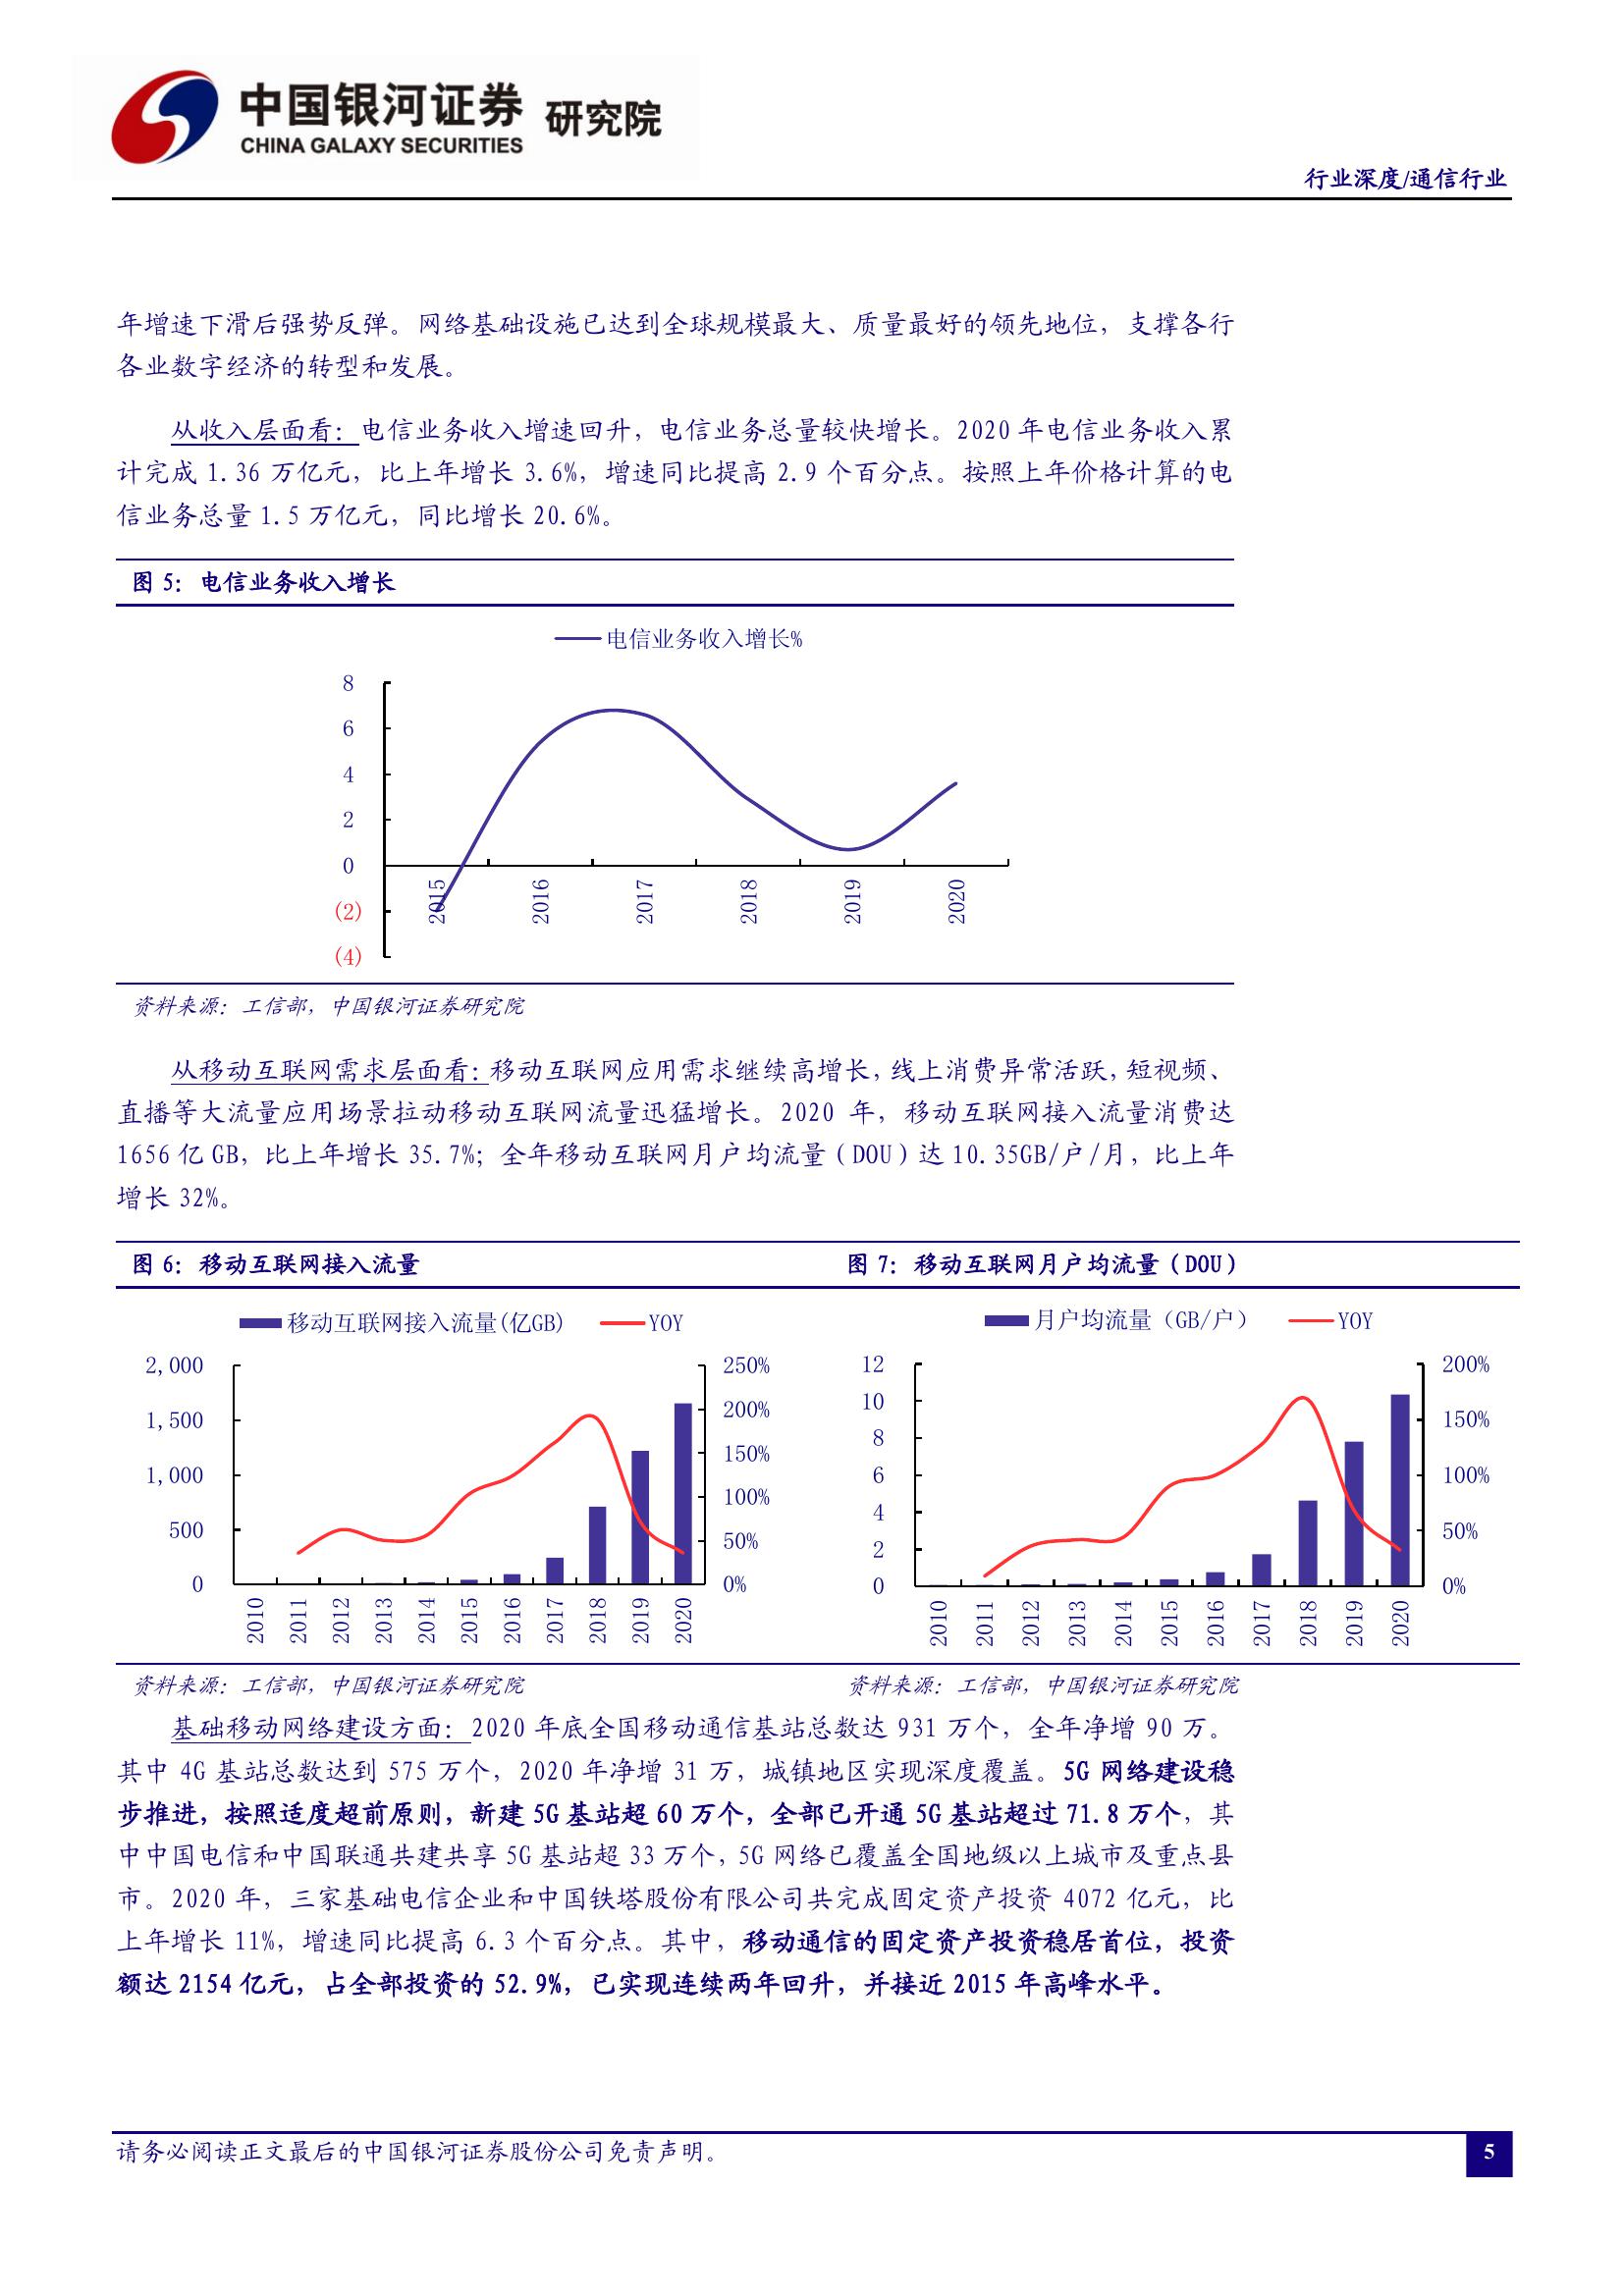 中国银河证券 研究院
CHINA GALAXY SECURITIES
行业深度/通信行业
年增速下滑后强势反弹。网络基础设施已达到全球规模最大、质量最好的领先地位，支撑各行
各业数字经济的转型和发展。
从收入层面看：电信业务收入增速回升，电信业务总量较快增长。2020 年电信业务收入累
计完成 1.36 万亿元，比上年增长 3.6%，增速同比提高 2.9 个百分点。按照上年价格计算的电
信业务总量 1.5 万亿元，同比增长 20.6%。
图 5：电信业务收入增长
电信业务收入增长%
8
6
4
2
0
(2)
(4)
2015 2016 2017 2018 2019 2020
资料来源：工信部，中国银河证券研究院
从移动互联网需求层面看：移动互联网应用需求继续高增长，线上消费异常活跃，短视频、
直播等大流量应用场景拉动移动互联网流量迅猛增长。2020 年，移动互联网接入流量消费达
1656 亿 GB，比上年增长 35.7%；全年移动互联网月户均流量（DOU）达 10.35GB/户/月，比上年
增长 32%。
图 6：移动互联网接入流量
移动互联网接入流量(亿GB) YOY
2,000 250%
200%
1,500
150%
1,000
100%
500
50%
0 0%
2010 2011 2012 2013 2014 2015 2016 2017 2018 2019 2020
资料来源：工信部，中国银河证券研究院
图 7：移动互联网月户均流量（DOU）
月户均流量（GB/户） YOY
12 200%
10
150%
8
6 100%
4
50%
2
0 0%
2010 2011 2012 2013 2014 2015 2016 2017 2018 2019 2020
资料来源：工信部，中国银河证券研究院
基础移动网络建设方面：2020 年底全国移动通信基站总数达 931 万个，全年净增 90 万。
其中 4G 基站总数达到 575 万个，2020 年净增 31 万，城镇地区实现深度覆盖。5G 网络建设稳
步推进，按照适度超前原则，新建 5G 基站超 60 万个，全部已开通 5G 基站超过 71.8 万个，其
中中国电信和中国联通共建共享 5G 基站超 33 万个，5G 网络已覆盖全国地级以上城市及重点县
市。2020 年，三家基础电信企业和中国铁塔股份有限公司共完成固定资产投资 4072 亿元，比
上年增长 11%，增速同比提高 6.3 个百分点。其中，移动通信的固定资产投资稳居首位，投资
额达 2154 亿元，占全部投资的 52.9%，已实现连续两年回升，并接近 2015 年高峰水平。
请务必阅读正文最后的中国银河证券股份公司免责声明。
5